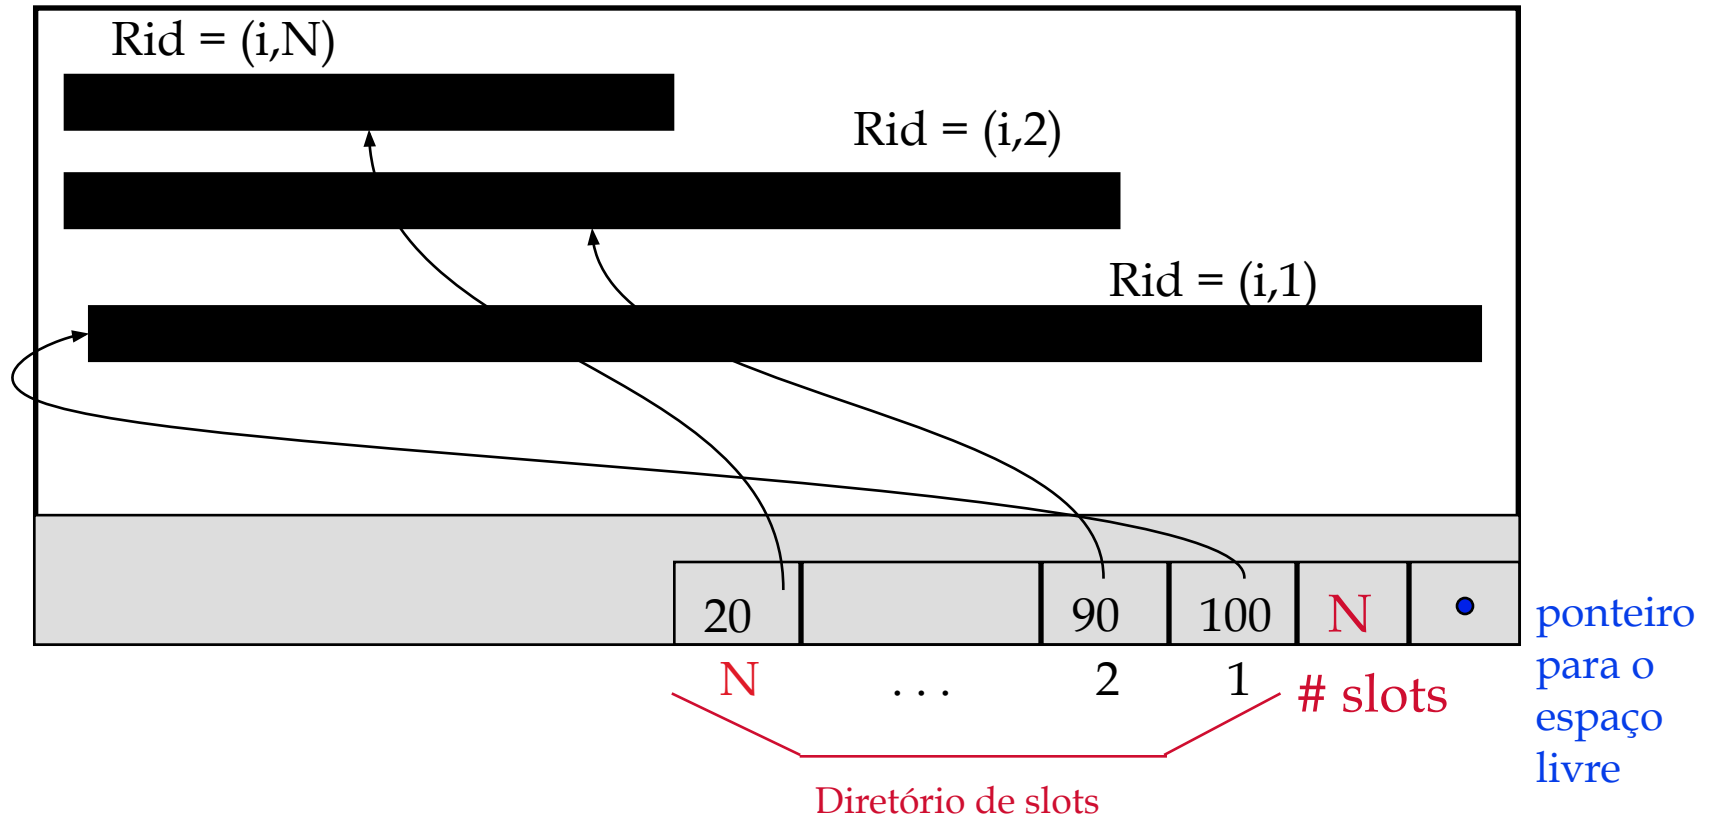 Rid = (i,N)
Rid = (i,2)
Rid = (i,1)
20 90 100 N
N . . . 2 1 # slots
ponteiro
para o
espaço
livre
Diretório de slots